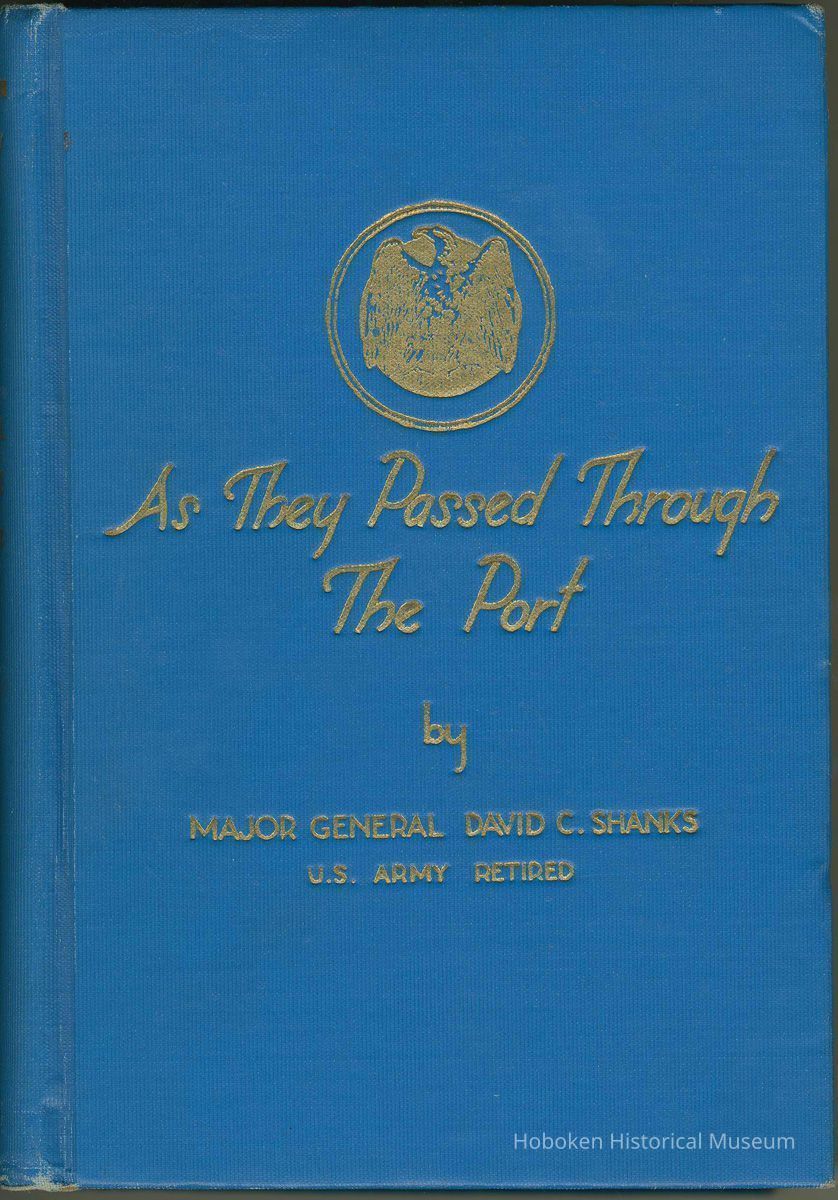 As They Passed Through
The Port
by
MAJOR GENERAL DAVID C. SHANKS
U.S. ARMY RETIRED
Hoboken Historical Museum